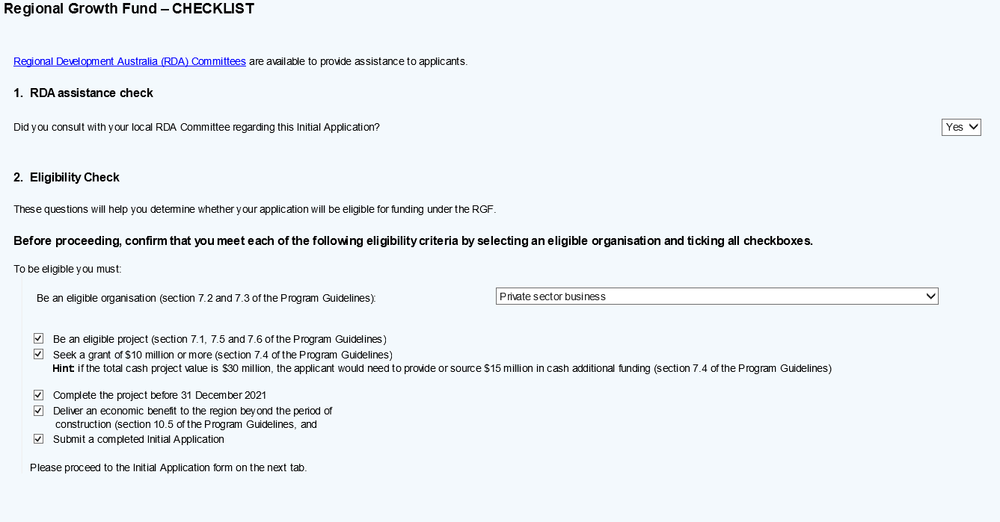 Regional Growth Fund – CHECKLIST
Regional Development Australia (RDA) Committees are available to provide assistance to applicants.
1. RDA assistance check
Did you consult with your local RDA Committee regarding this Initial Application?
Yes
2. Eligibility Check
These questions will help you determine whether your application will be eligible for funding under the RGF.
Before proceeding, confirm that you meet each of the following eligibility criteria by selecting an eligible organisation and ticking all checkboxes.
To be eligible you must:
Be an eligible organisation (section 7.2 and 7.3 of the Program Guidelines):
Private sector business
Be an eligible project (section 7.1, 7.5 and 7.6 of the Program Guidelines)
Seek a grant of $10 million or more (section 7.4 of the Program Guidelines)
Hint: if the total cash project value is $30 million, the applicant would need to provide or source $15 million in cash additional funding (section 7.4 of the Program Guidelines)
Complete the project before 31 December 2021
Deliver an economic benefit to the region beyond the period of
construction (section 10.5 of the Program Guidelines, and
Submit a completed Initial Application
Please proceed to the Initial Application form on the next tab.